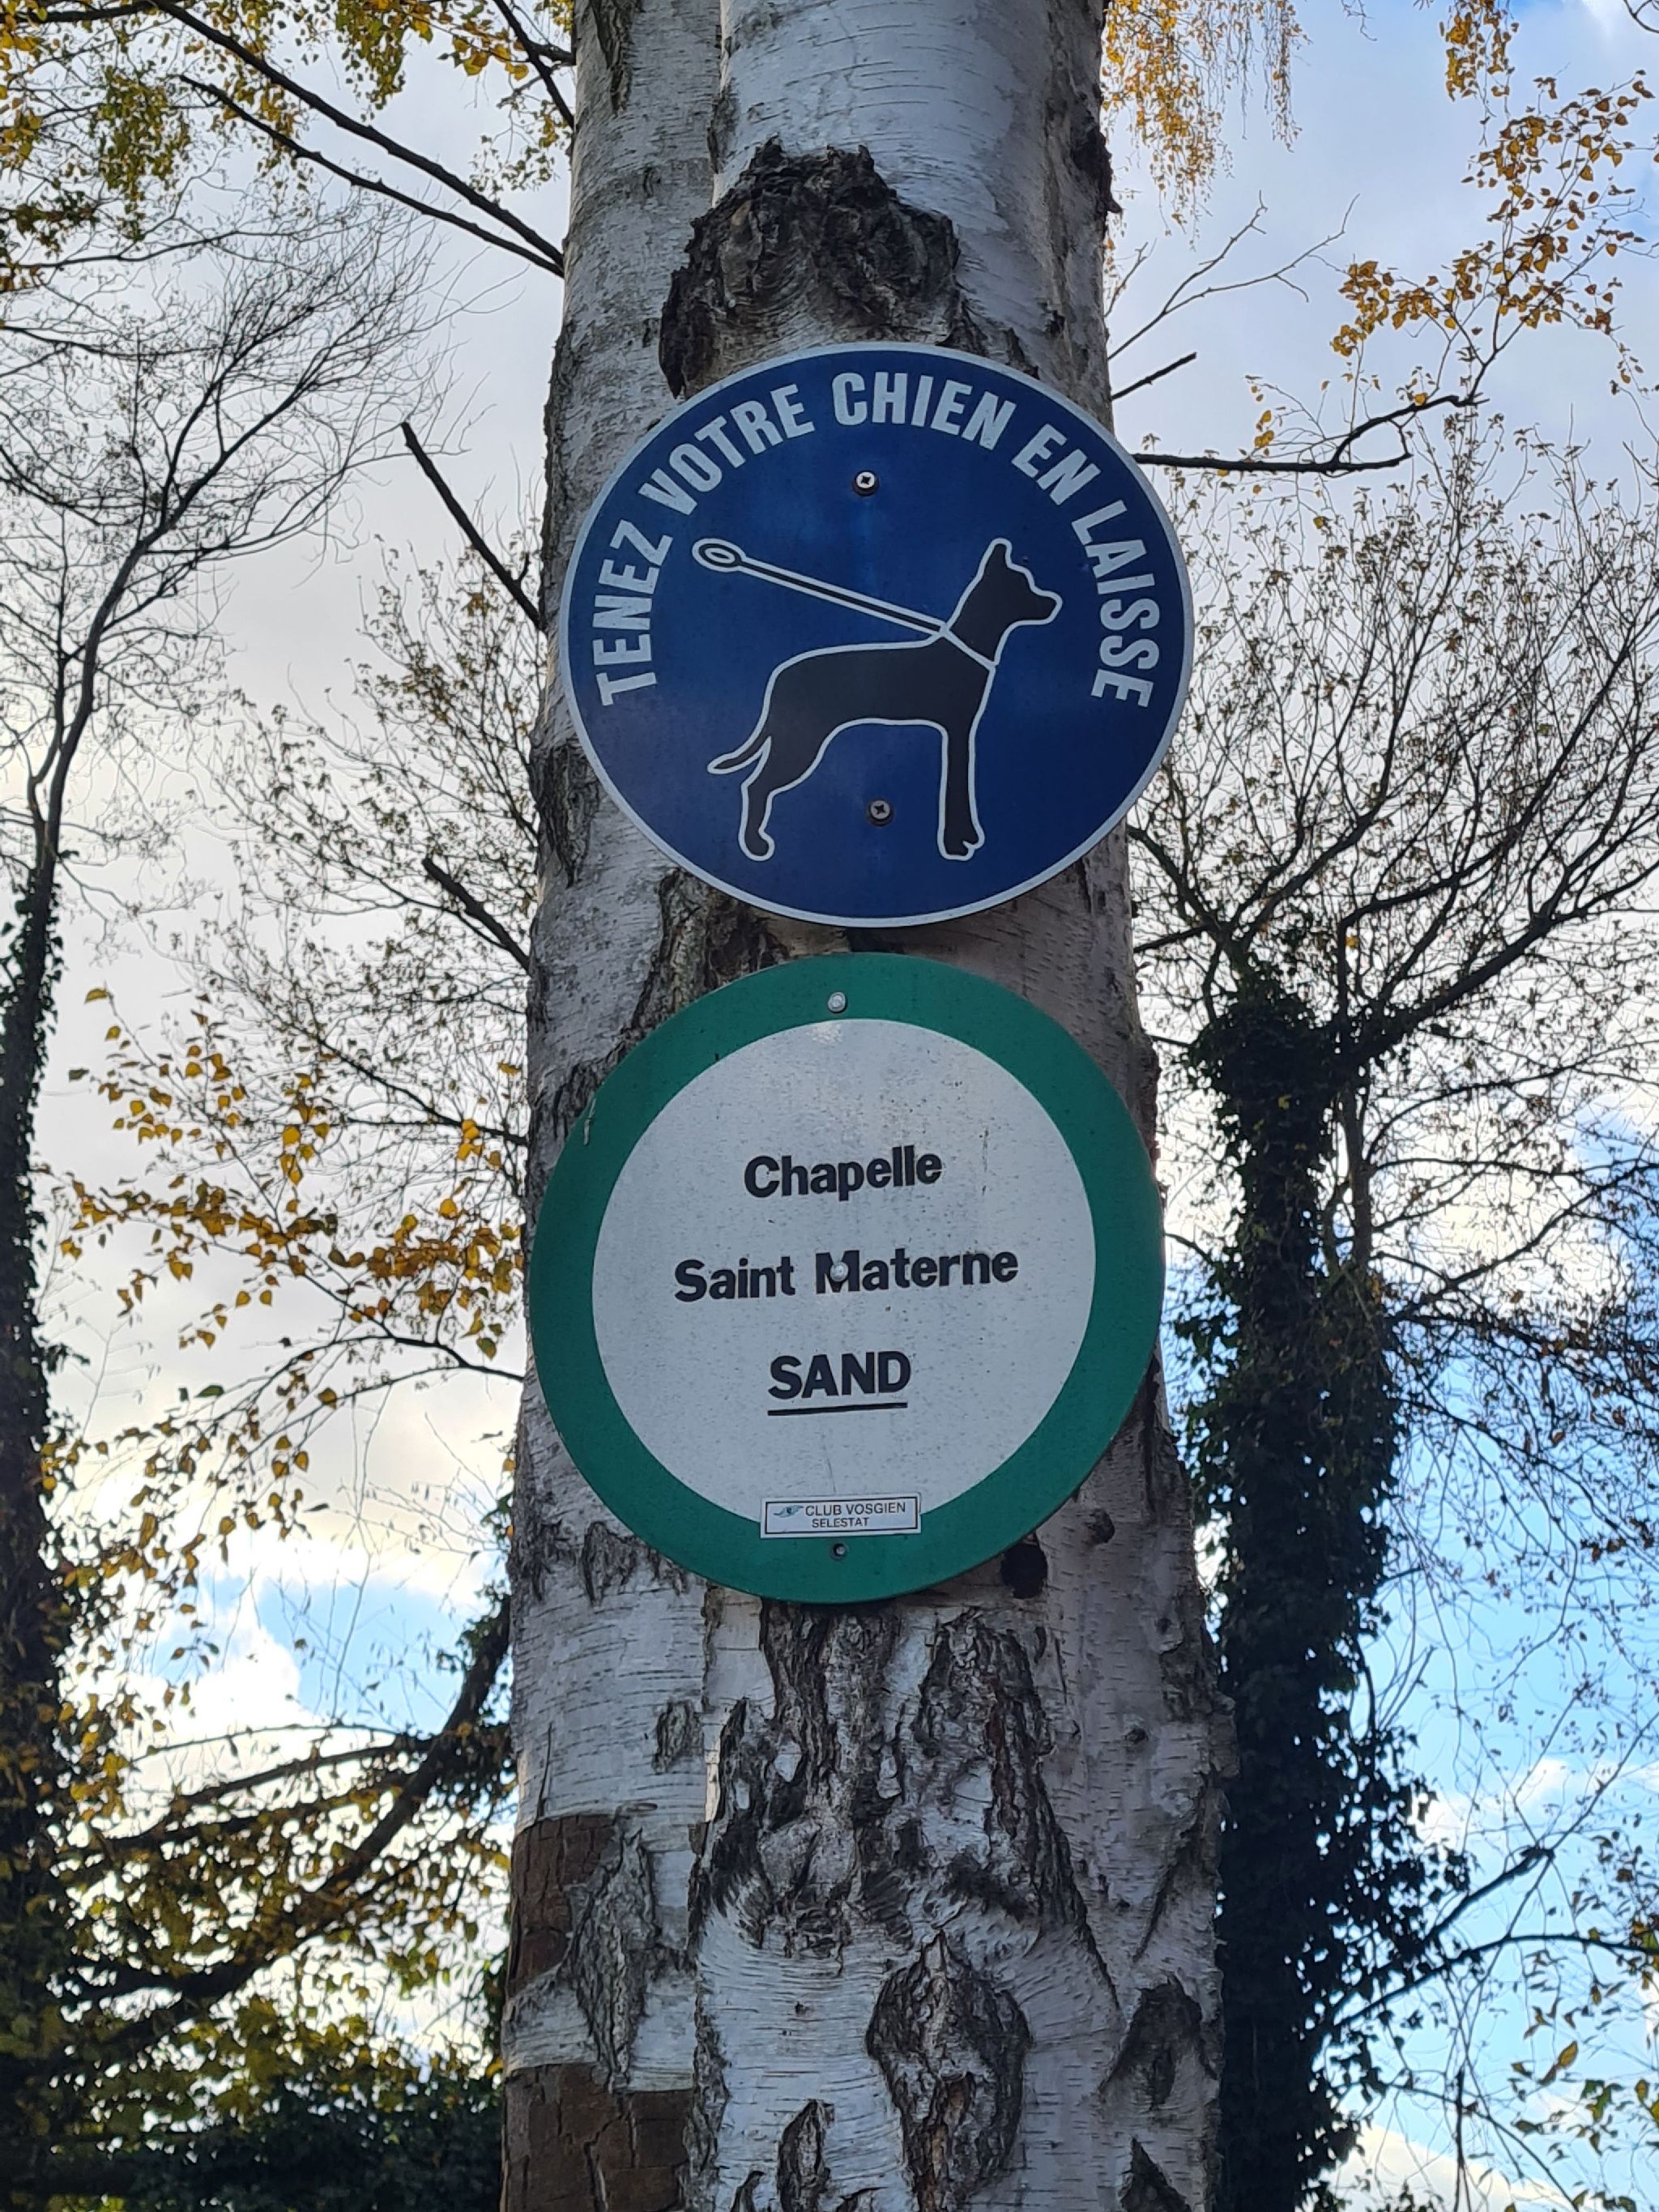 TENEZ VOTRE CHIEN EN LAISSE
Chapelle
Saint Materne
SAND
CLUB VOSGIEN
SELESTAT